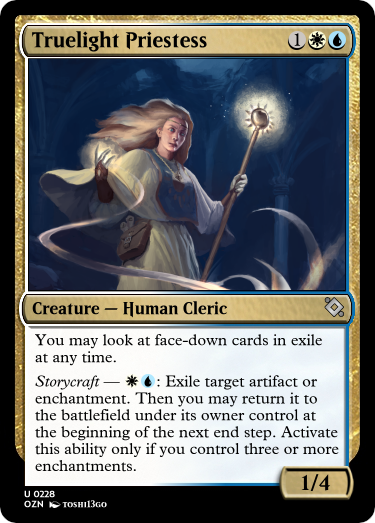 Truelight Priestess 1
Creature — Human Cleric
You may look at face-down cards in exile
at any time.
Storycraft — : Exile target artifact or
enchantment. Then you may return it to
the battlefield under its owner control at
the beginning of the next end step. Activate
this ability only if you control three or more
enchantments.
1/4
U 0228
OZN TOSHI13GO